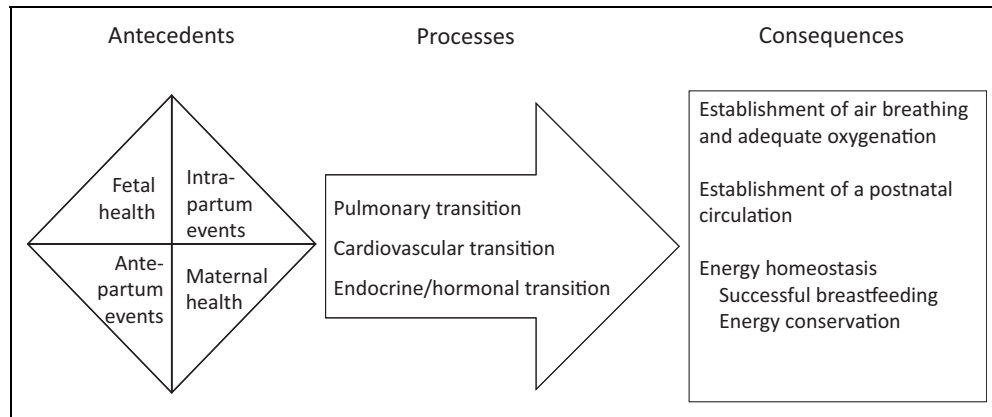 Antecedents
Processes
Consequences
Fetal
health
Intra-
partum
events
Ante-
partum
events
Maternal
health
Pulmonary transition
Cardiovascular transition
Endocrine/hormonal transition
Establishment of air breathing
and adequate oxygenation
Establishment of a postnatal
circulation
Energy homeostasis
Successful breastfeeding
Energy conservation